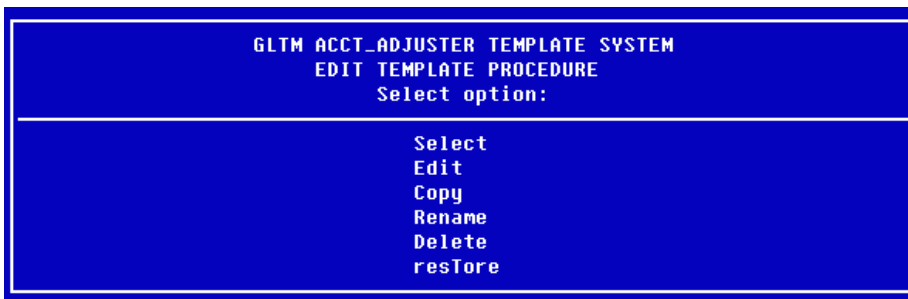 GLTM ACCT_ADJUSTER TEMPLATE SYSTEM
EDIT TEMPLATE PROCEDURE
Select option:
Select
Edit
Copy
Rename
Delete
resTore